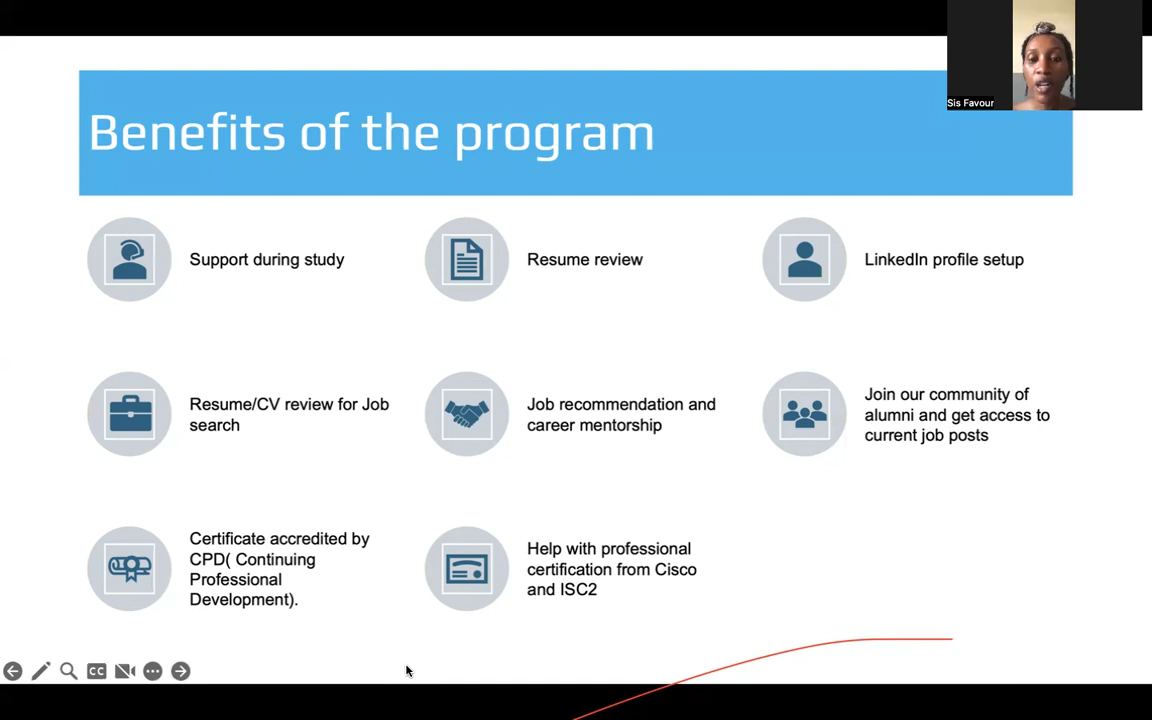 Sis Favour
Benefits of the program
Support during study
Resume review
LinkedIn profile setup
Resume/CV review for Job
search
Job recommendation and
career mentorship
Join our community of
alumni and get access to
current job posts
Certificate accredited by
CPD( Continuing
Professional
Development).
Help with professional
certification from Cisco
and ISC2
CC